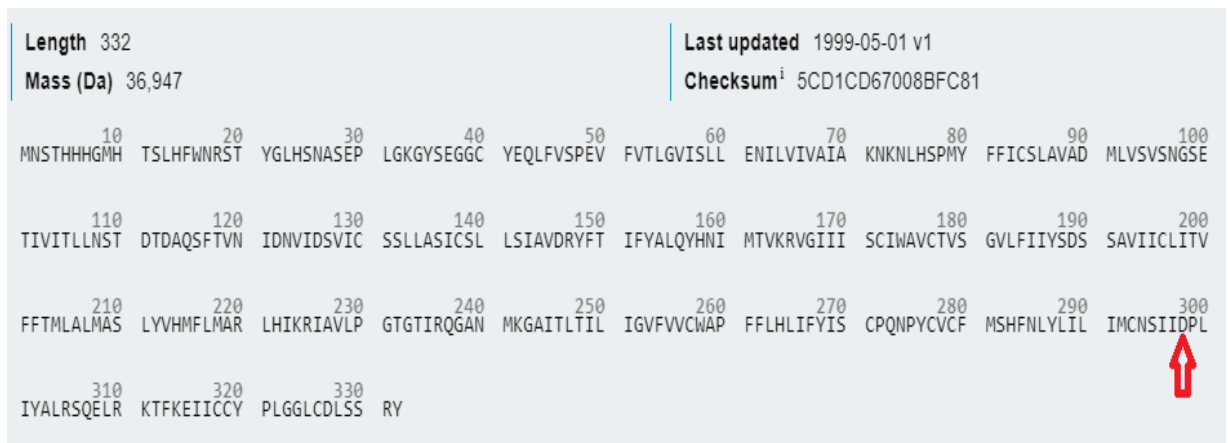 Length 332 Last updated 1999-05-01 v1
Mass (Da) 36,947 Checksum i 5CD1CD67008BFC81
10 20 30 40 50 60 70 80 90 100
MNSTHHHGMH TSLHFWNRST YGLHSNASEP LGKGYSEGGC YEQLFVSPEV FVTLGVISLL ENILVIVAIA KNKNLHSPMY FFICSLAVAD MLVSVSNGSE
110 120 130 140 150 160 170 180 190 200
TIVITLLNST DTDAQSFTVN IDNVIDSVIC SSLLASICSL LSIAVDRYFT IFYALQYHNI MTVKRVGIII SCIWAVCTVS GVLFIIYSDS SAVIICLITV
210 220 230 240 250 260 270 280 290 300
FFTMLALMAS LYVHMFLMAR LHIKRIAVLP GTGTIRQGAN MKGAITLTIL IGVFVVCWAP FFLHLIFYIS CPQNPYCVCF MSHFNLYLIL IMCNSIIDPL
310 320 330
IYALRSQELR KTFKEIICCY PLGGLCDLSS RY